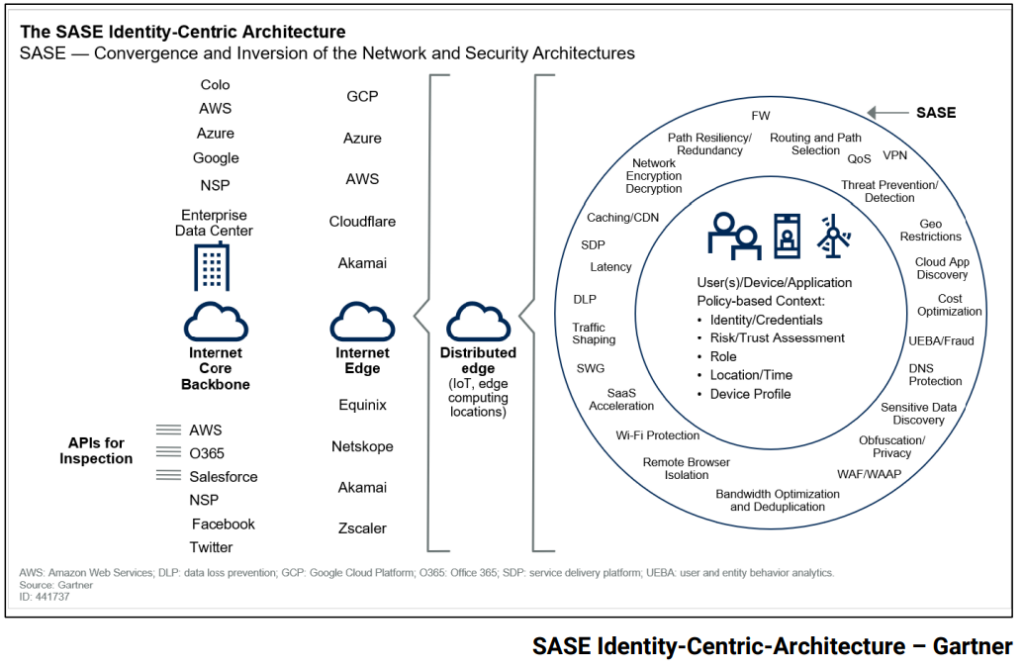 The SASE Identity-Centric Architecture
SASE — Convergence and Inversion of the Network and Security Architectures
Colo
AWS
Azure
Google
NSP
Enterprise
Data Center
Internet
Core
Backbone
APIs for
Inspection
AWS
O365
Salesforce
NSP
Facebook
Twitter
GCP
Azure
AWS
Cloudflare
Akamai
Internet
Edge
Equinix
Netskope
Akamai
Zscaler
Distributed
edge
(IoT, edge
computing
locations)
SASE
FW
Path Resiliency/
Redundancy
Routing and Path
Selection
QoS
VPN
Network
Encryption
Decryption
Threat Prevention/
Detection
Caching/CDN
Geo
Restrictions
SDP
Cloud App
Discovery
Latency
DLP
Cost
Optimization
Traffic
Shaping
UEBA/Fraud
SWG
DNS
Protection
SaaS
Acceleration
Sensitive Data
Discovery
Wi-Fi Protection
Obfuscation/
Privacy
Remote Browser
Isolation
WAF/WAAP
Bandwidth Optimization
and Deduplication
User(s)/Device/Application
Policy-based Context:
• Identity/Credentials
• Risk/Trust Assessment
• Role
• Location/Time
• Device Profile
AWS: Amazon Web Services; DLP: data loss prevention; GCP: Google Cloud Platform; O365: Office 365; SDP: service delivery platform; UEBA: user and entity behavior analytics.
Source: Gartner
ID: 441737
SASE Identity-Centric-Architecture – Gartner